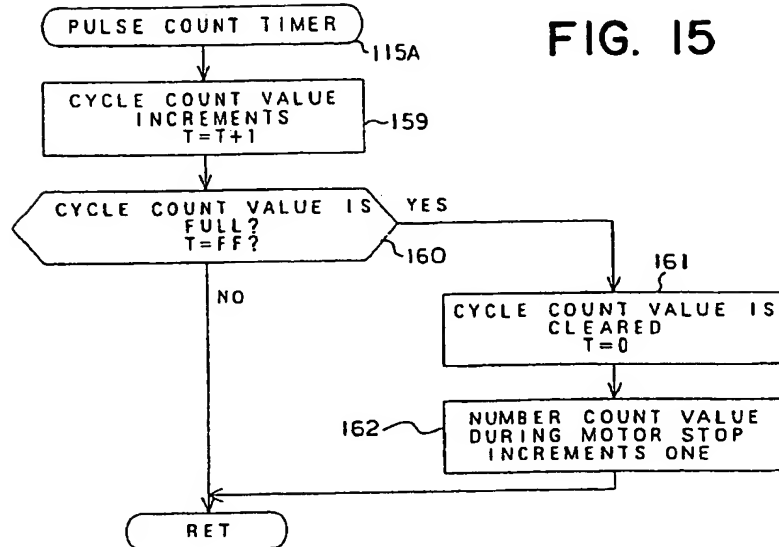 FIG. 15
PULSE COUNT TIMER
115A
CYCLE COUNT VALUE
INCREMENTS
T=T+1
159
CYCLE COUNT VALUE IS
FULL?
T=FF?
160
YES
NO
161
CYCLE COUNT VALUE IS
CLEARED
T=0
162
NUMBER COUNT VALUE
DURING MOTOR STOP
INCREMENTS ONE
RET